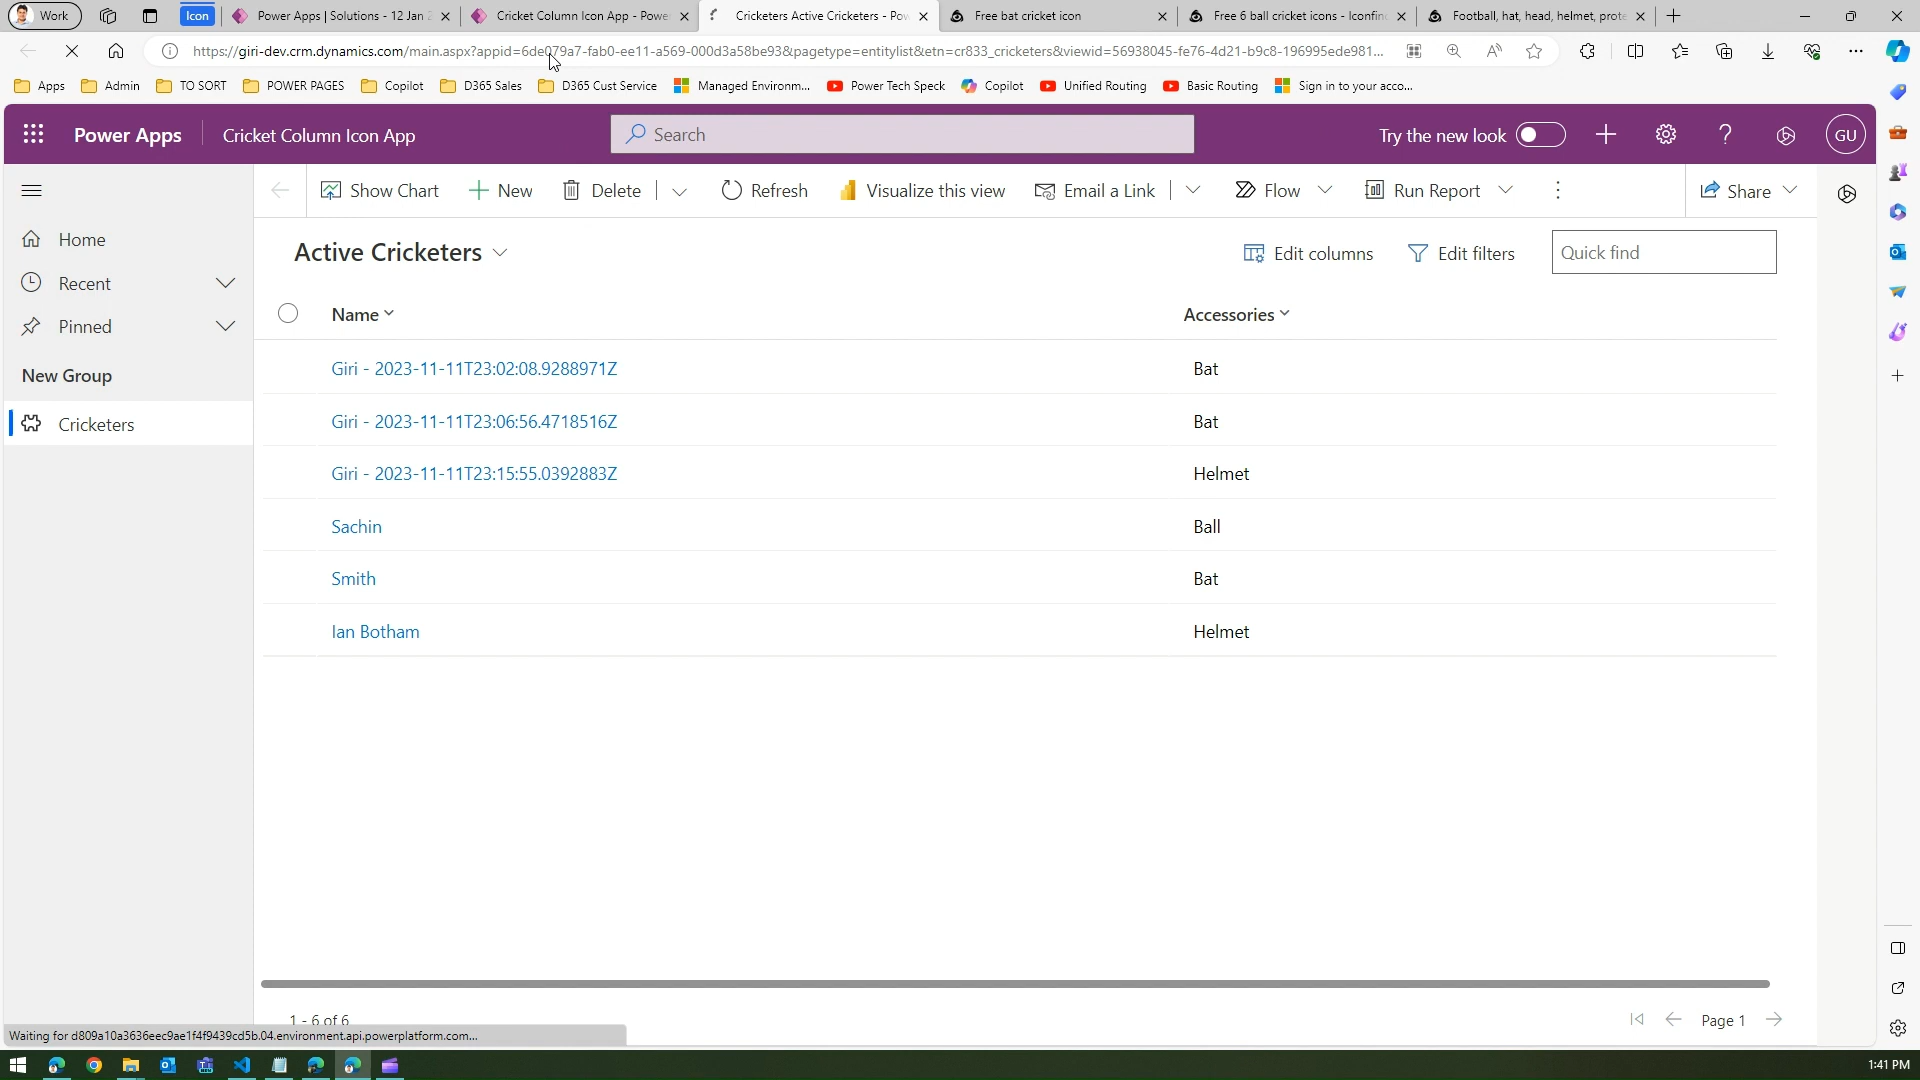 Work
Icon
Power Apps | Solutions - 12 Jan 2
Cricket Column Icon App - Powe
Cricketers Active Cricketers - Pow
Free bat cricket icon
Free 6 ball cricket icons - Iconfin
Football, hat, head, helmet, prote
https://giri-dev.crm.dynamics.com/main.aspx?appid=6de079a7-fab0-ee11-a569-000d3a58be93&pagetype=entitylist&etn=cr833_cricketers&viewid=56938045-fe76-4d21-b9c8-196995ede981...
Apps
Admin
TO SORT
POWER PAGES
Copilot
D365 Sales
D365 Cust Service
Managed Environm...
Power Tech Speck
Copilot
Unified Routing
Basic Routing
Sign in to your acco...
Power Apps
Cricket Column Icon App
Search
Try the new look
GU
Show Chart
New
Delete
Refresh
Visualize this view
Email a Link
Flow
Run Report
Share
Home
Recent
Pinned
New Group
Cricketers
Active Cricketers
Edit columns
Edit filters
Quick find
Name
Accessories
Giri - 2023-11-11T23:02:08.9288971Z
Bat
Giri - 2023-11-11T23:06:56.4718516Z
Bat
Giri - 2023-11-11T23:15:55.0392883Z
Helmet
Sachin
Ball
Smith
Bat
Ian Botham
Helmet
1 - 6 of 6
Page 1
Waiting for d809a10a3636eec9ae1f4f9439cd5b.04.environment.api.powerplatform.com...
1:41 PM